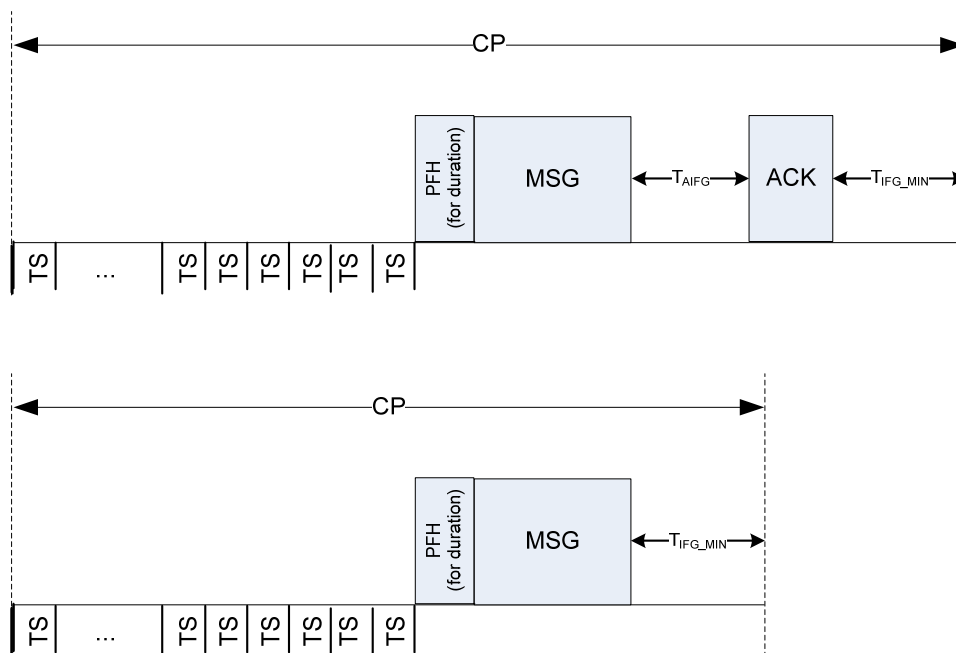 CP
PFH
(for duration)
MSG
TAIFG
ACK
TIFG_MIN
TS
...
TS
TS
TS
TS
TS
TS
CP
PFH
(for duration)
MSG
TIFG_MIN
TS
...
TS
TS
TS
TS
TS
TS